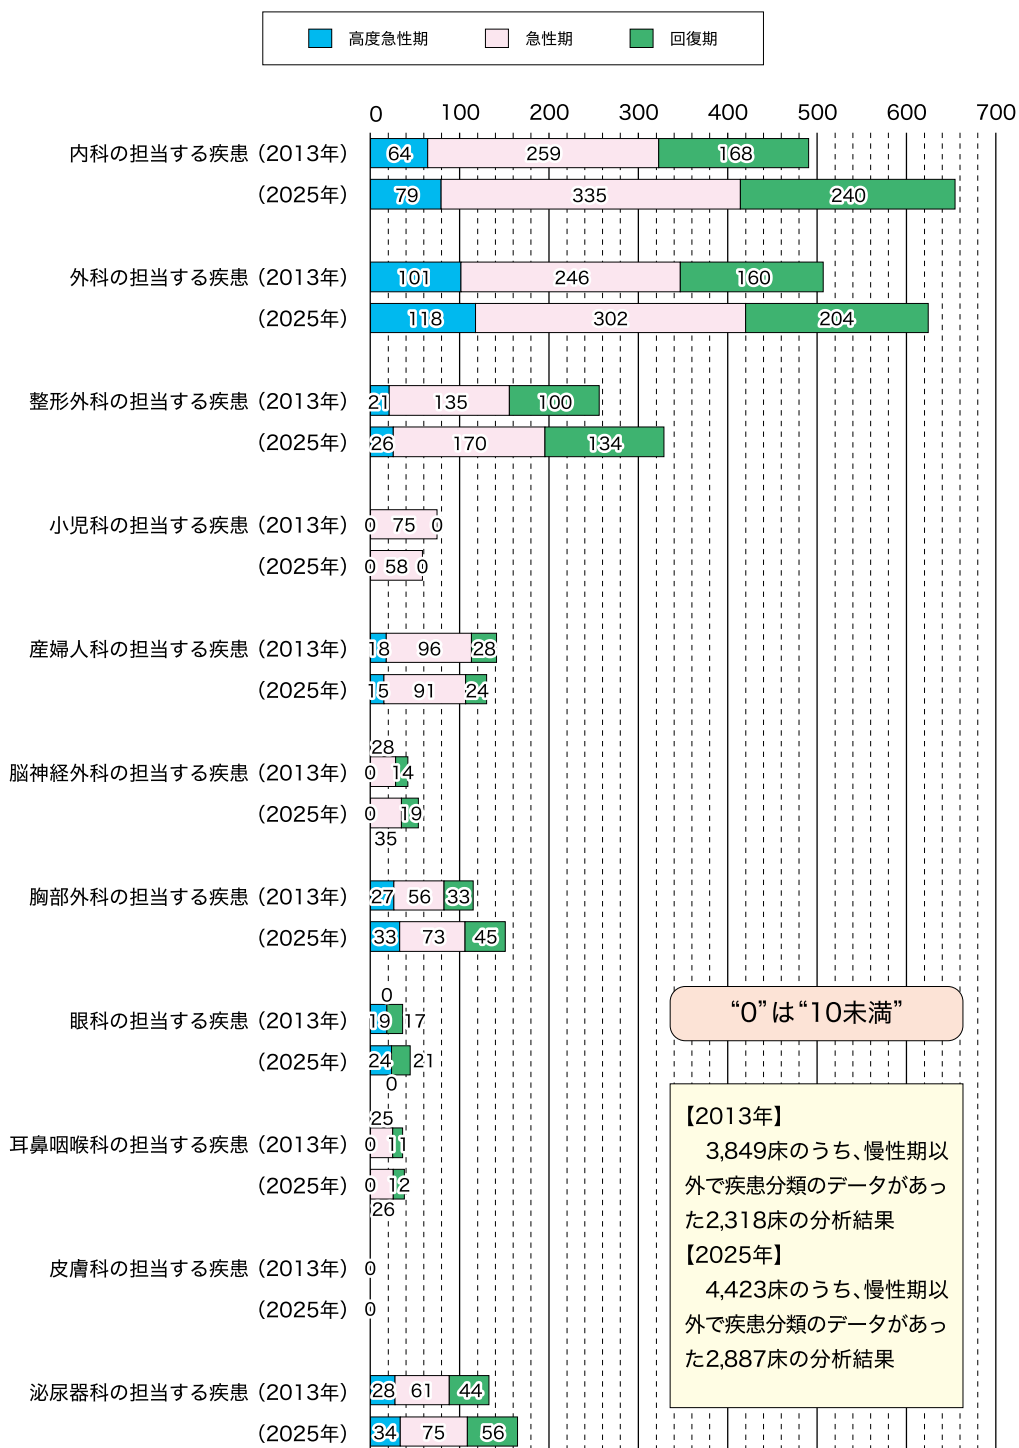 高度急性期 急性期 回復期
0 100 200 300 400 500 600 700
内科の担当する疾患（2013年） 64 259 168
（2025年） 79 335 240
外科の担当する疾患（2013年） 101 246 160
（2025年） 118 302 204
整形外科の担当する疾患（2013年） 21 135 100
（2025年） 26 170 134
小児科の担当する疾患（2013年） 0 75 0
（2025年） 0 58 0
産婦人科の担当する疾患（2013年） 18 96 28
（2025年） 15 91 24
28
脳神経外科の担当する疾患（2013年） 0 14
（2025年） 0 19
35
胸部外科の担当する疾患（2013年） 27 56 33
（2025年） 33 73 45
0
眼科の担当する疾患（2013年） 19 17
（2025年） 24 21
0
25
耳鼻咽喉科の担当する疾患（2013年） 0 11
（2025年） 0 12
26
皮膚科の担当する疾患（2013年） 0
（2025年） 0
泌尿器科の担当する疾患（2013年） 28 61 44
（2025年） 34 75 56
“0”は“10未満”
【2013年】
3,849床のうち、慢性期以
外で疾患分類のデータがあっ
た2,318床の分析結果
【2025年】
4,423床のうち、慢性期以
外で疾患分類のデータがあっ
た2,887床の分析結果